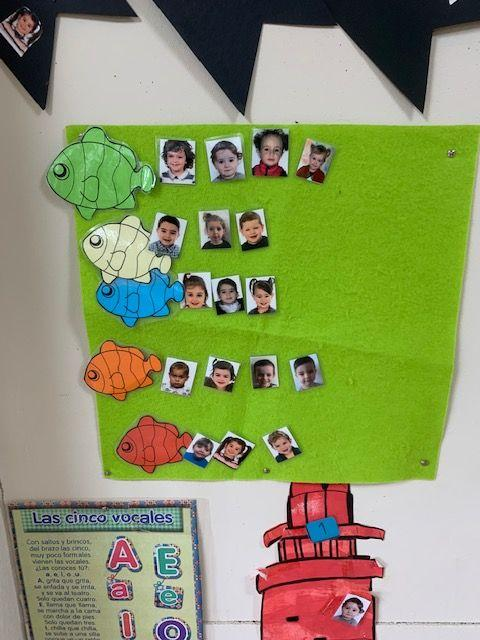 1
Las cinco vocales
Con saltos y brincos,
del brazo las cinco,
muy poco formales
vienen las vocales.
¿Las conoces tú?:
a, e, i, o, u
A, grita que grita,
se enfada y se irrita,
y se va al teatro.
Solo quedan cuatro.
E, llama que llama,
se marcha a la cama
con dolor de pies.
Solo quedan tres.
I, chilla que chilla,
se sube a una silla
A
E
a
e
I
O